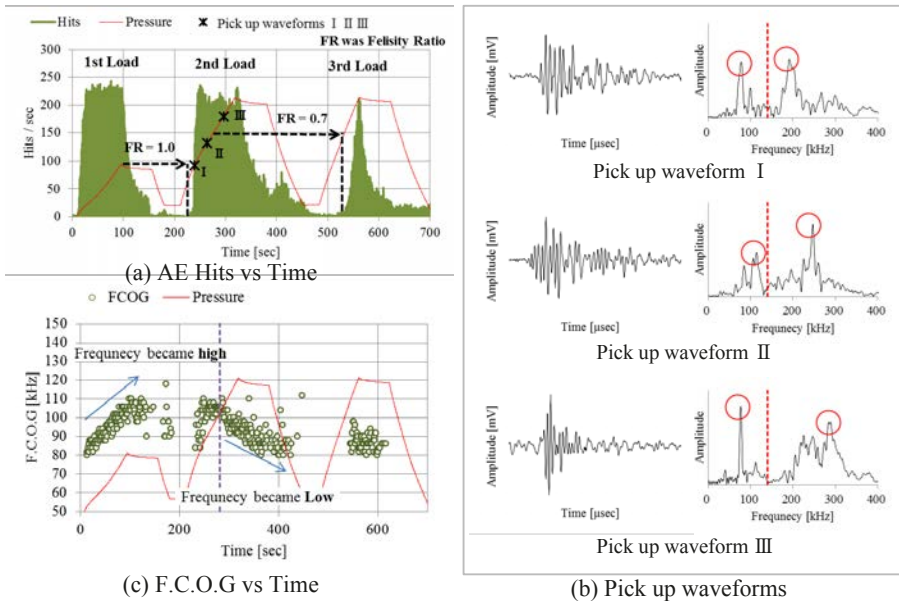 Hits Pressure Pick up waveforms Ⅰ Ⅱ Ⅲ
FR was Felisity Ratio
1st Load 2nd Load 3rd Load
FR = 1.0
FR = 0.7
Ⅰ
Ⅱ
Ⅲ
Hits / sec
300
250
200
150
100
50
0
0 100 200 300 400 500 600 700
Time [sec]
(a) AE Hits vs Time
FCOG Pressure
Frequnecy became high
Frequnecy became Low
F.C.O.G [kHz]
150
140
130
120
110
100
90
80
70
60
50
0 200 400 600
Time [sec]
(c) F.C.O.G vs Time
Amplitude [mV]
Time [μsec]
Amplitude
0 100 200 300 400
Frequnecy [kHz]
Pick up waveform Ⅰ
Amplitude [mV]
Time [μsec]
Amplitude
0 100 200 300 400
Frequnecy [kHz]
Pick up waveform Ⅱ
Amplitude [mV]
Time [μsec]
Amplitude
0 100 200 300 400
Frequnecy [kHz]
Pick up waveform Ⅲ
(b) Pick up waveforms